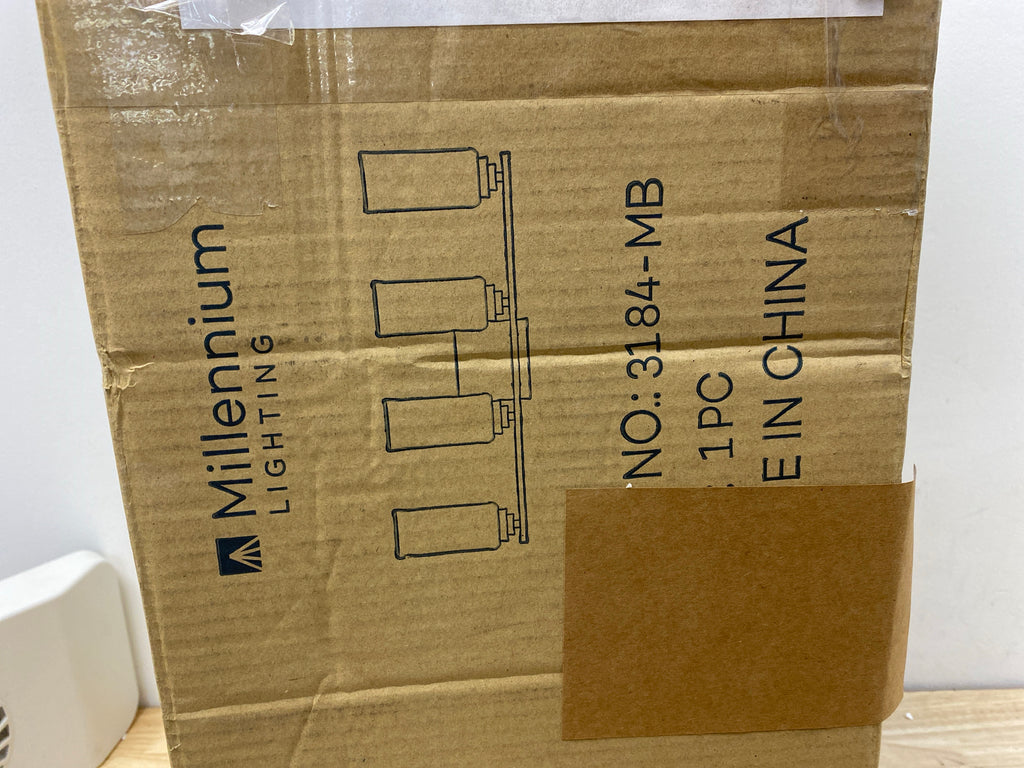 Millennium
LIGHTING
NO.: 3184-MB
1PC
E IN CHINA